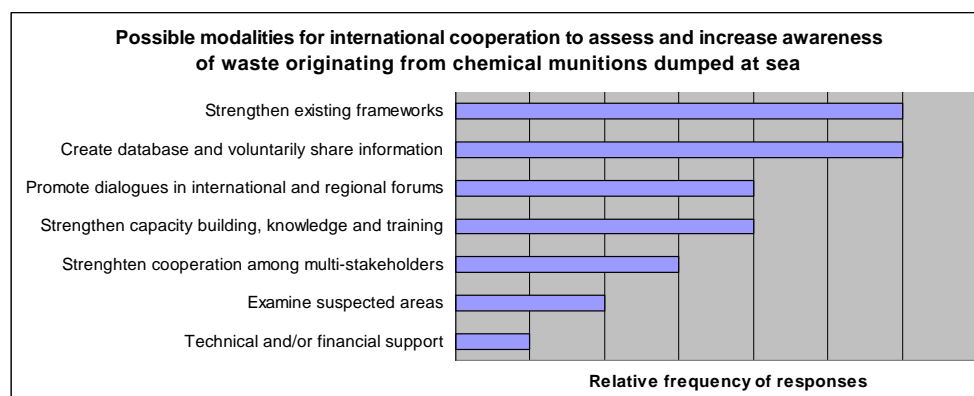 Possible modalities for international cooperation to assess and increase awareness
of waste originating from chemical munitions dumped at sea
Strengthen existing frameworks
Create database and voluntarily share information
Promote dialogues in international and regional forums
Strengthen capacity building, knowledge and training
Strenghten cooperation among multi-stakeholders
Examine suspected areas
Technical and/or financial support
Relative frequency of responses